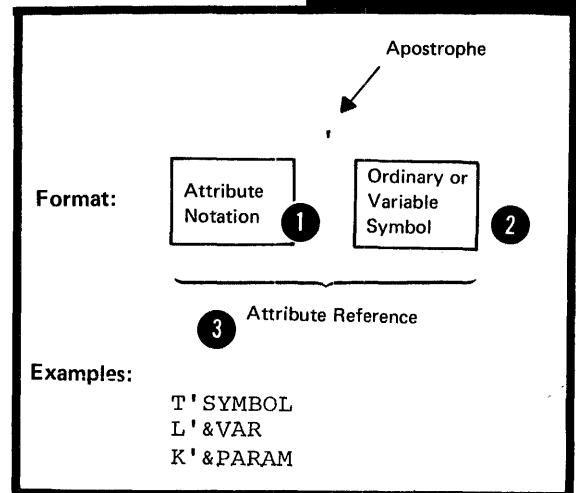 Apostrophe
'
Format:
Attribute
Notation
1
Ordinary or
Variable
Symbol
2
3 Attribute Reference
Examples:
T'SYMBOL
L'&VAR
K'&PARAM